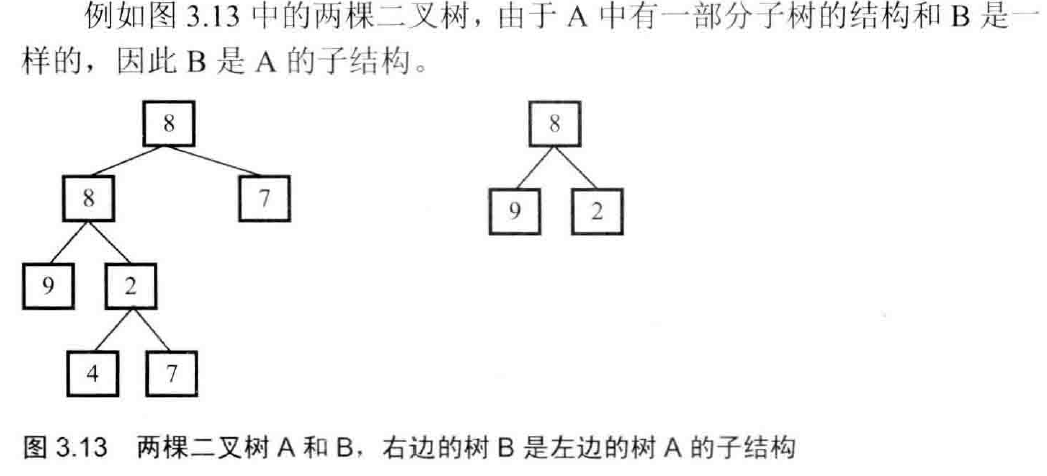 例如图 3.13 中的两棵二叉树，由于 A 中有一部分子树的结构和 B 是一
样的，因此 B 是 A 的子结构。
8
8
8 7
9 2
9 2
4 7
图 3.13 两棵二叉树 A 和 B，右边的树 B 是左边的树 A 的子结构